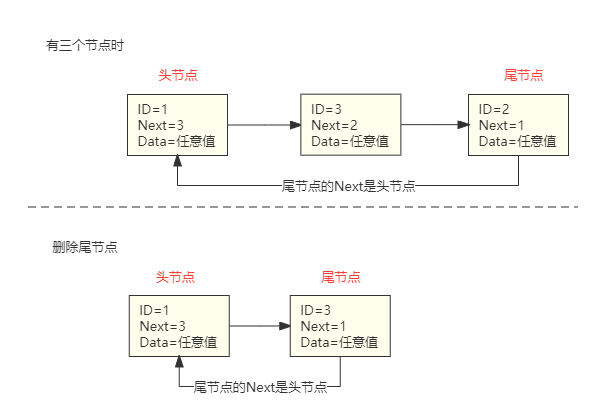 有三个节点时
头节点
尾节点
ID=1
Next=3
Data=任意值
ID=3
Next=2
Data=任意值
ID=2
Next=1
Data=任意值
尾节点的Next是头节点
删除尾节点
头节点
尾节点
ID=1
Next=3
Data=任意值
ID=3
Next=1
Data=任意值
尾节点的Next是头节点